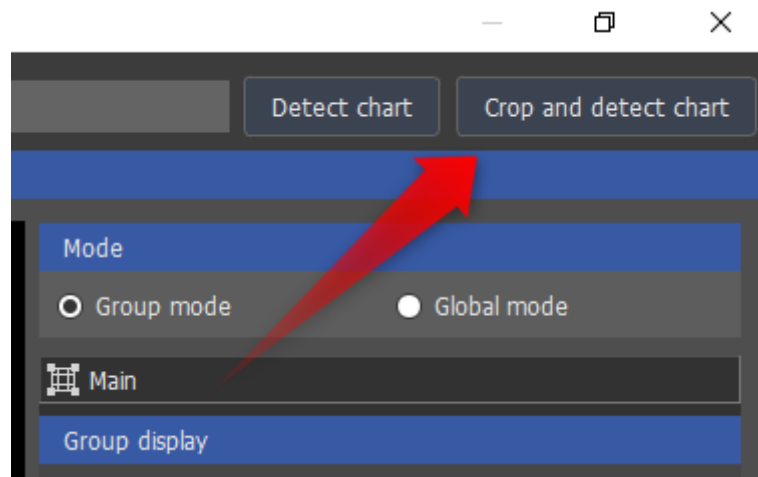 Detect chart
Crop and detect chart
Mode
Group mode
Global mode
Main
Group display